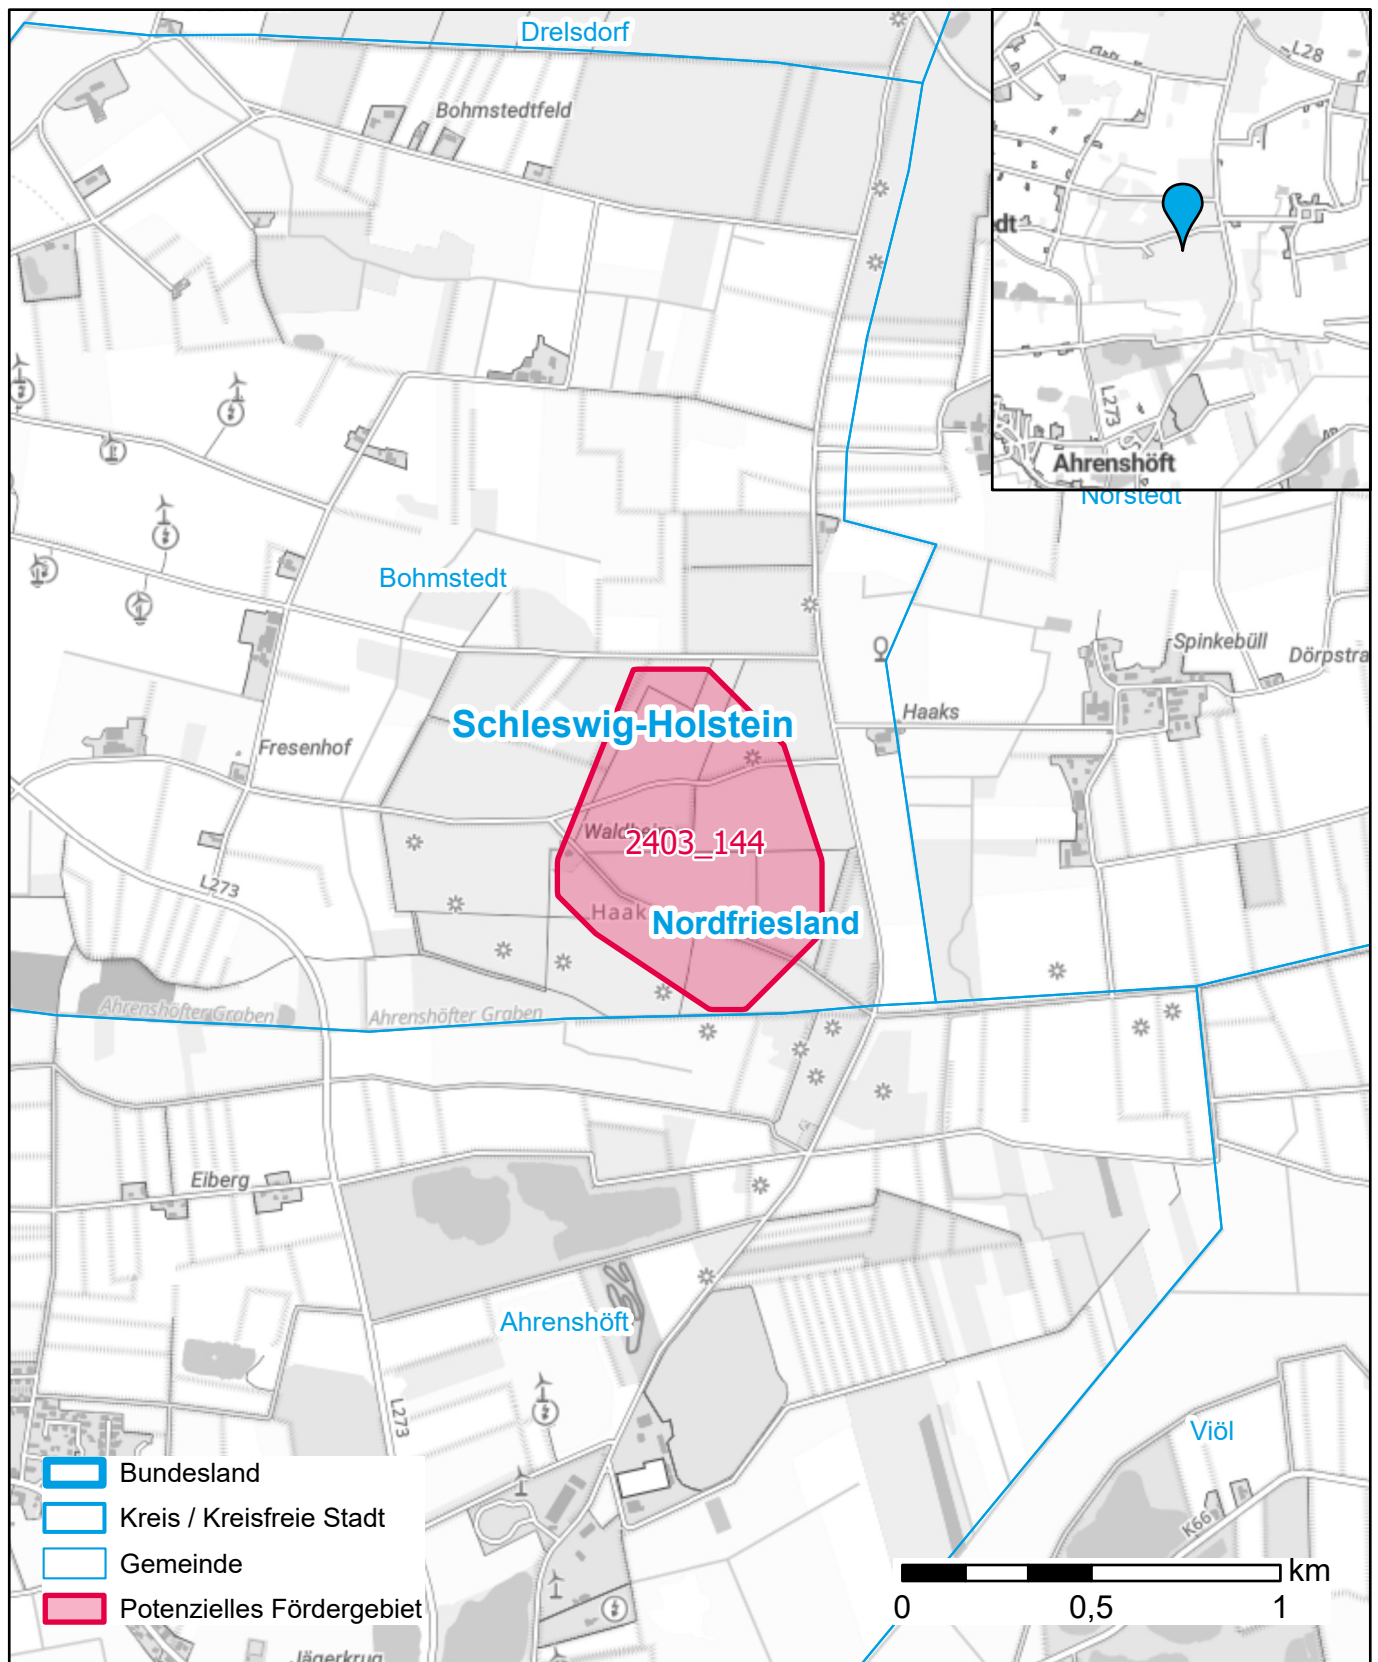 Drelsdorf
L28
Bohmstedtfeld
dt
L273
Ahrenshöft
Norstedt
Bohmstedt
Spinkebüll
Dörpstra
Haaks
Schleswig-Holstein
Fresenhof
2403_144
L273
Haak
Nordfriesland
Ahrenshöfter Graben
Ahrenshöfter Graben
Eiberg
Ahrenshöft
L273
Viöl
K66
Bundesland
Kreis / Kreisfreie Stadt
Gemeinde
Potenzielles Fördergebiet
km
0 0,5 1
Jägerkrug